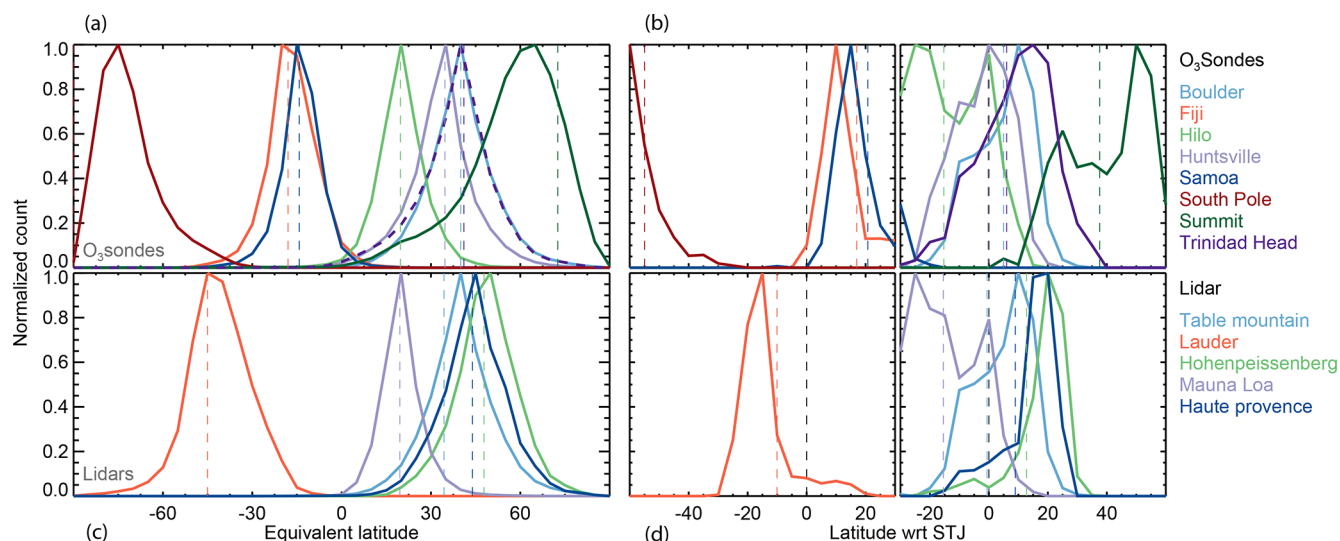 (a)
(b)
Normalized count
1.0
0.8
0.6
0.4
0.2
0.0
O₃sondes
O₃Sondes
Boulder
Fiji
Hilo
Huntsville
Samoa
South Pole
Summit
Trinidad Head
1.0
0.8
0.6
0.4
0.2
0.0
Lidars
Lidar
Table mountain
Lauder
Hohenpeissenberg
Mauna Loa
Haute provence
-60 -30 0 30 60
-40 -20 0 20
-20 0 20 40
(c)
Equivalent latitude
(d)
Latitude wrt STJ